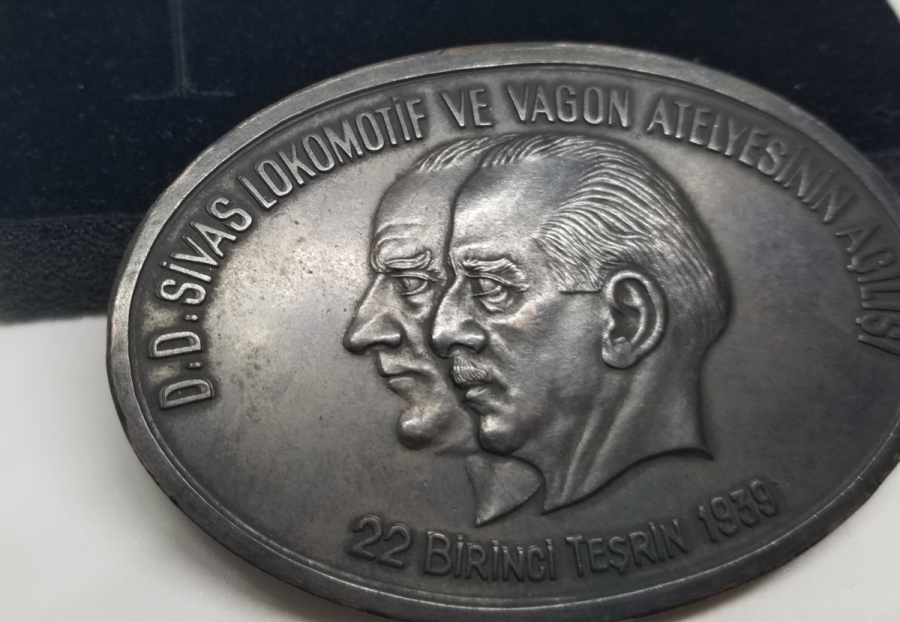 D.D. SİVAS LOKOMOTİF VE VAGON ATELYESİNİN AÇILIŞI
22 BİRİNCİ TEŞRİN 1939